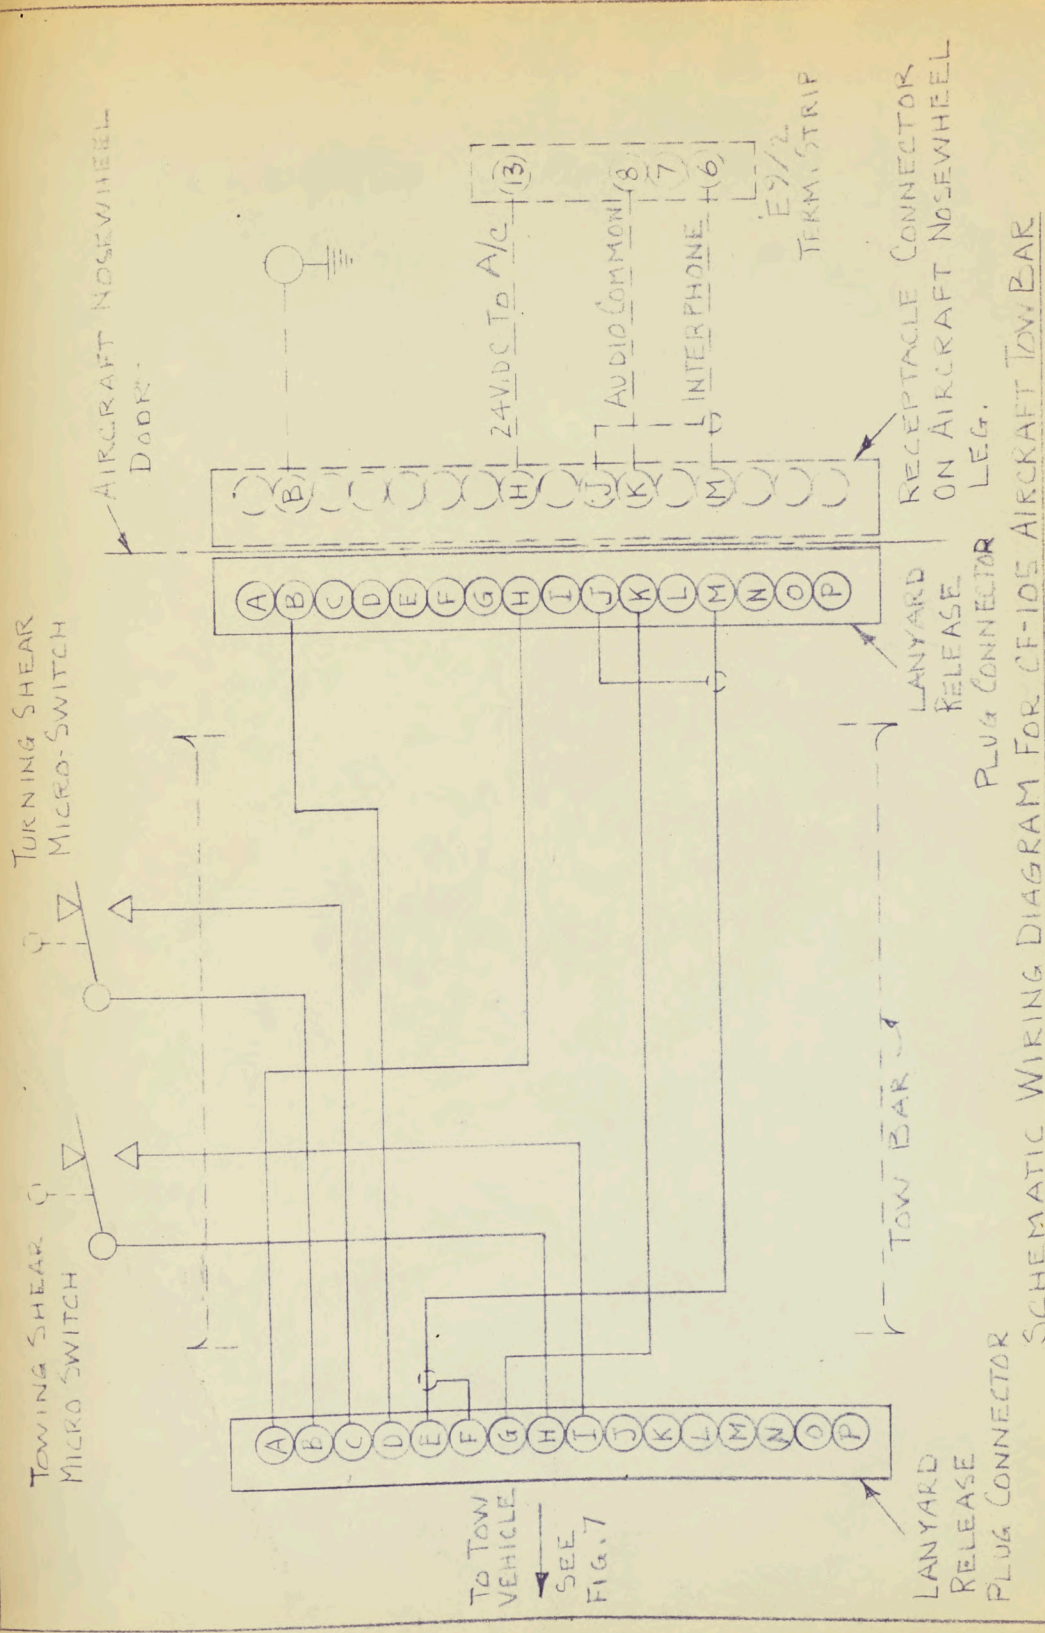 TOWING SHEAR
MICRO SWITCH
TURNING SHEAR
MICRO-SWITCH
AIRCRAFT NOSEWHEEL
DOOR.
TO TOW
VEHICLE
SEE
FIG. 7
A
B
C
D
E
F
G
H
I
J
K
L
M
N
O
P
A
B
C
D
E
F
G
H
I
J
K
L
M
N
O
P
B
H
J
K
M
24V.DC TO A/C
AUDIO COMMON
INTERPHONE
13
8
7
6
E9/2
TERM. STRIP
TOW BAR
LANYARD
RELEASE
PLUG CONNECTOR
LANYARD
RELEASE
PLUG CONNECTOR
RECEPTACLE CONNECTOR
ON AIRCRAFT NOSEWHEEL
LEG.
SCHEMATIC WIRING DIAGRAM FOR CF-105 AIRCRAFT TOW BAR